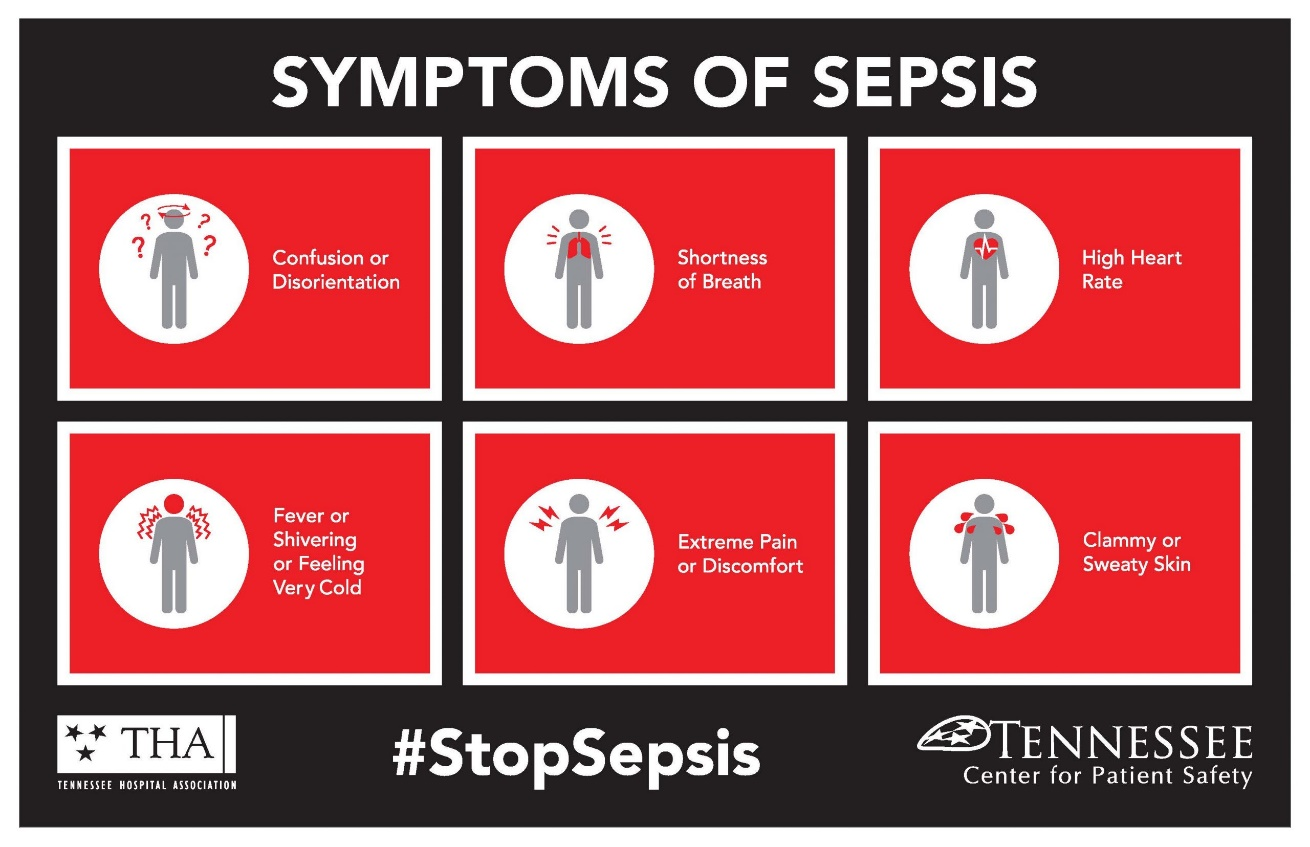 SYMPTOMS OF SEPSIS
? ? ? ?
Confusion or
Disorientation
Shortness
of Breath
High Heart
Rate
Fever or
Shivering
or Feeling
Very Cold
Extreme Pain
or Discomfort
Clammy or
Sweaty Skin
THA
TENNESSEE HOSPITAL ASSOCIATION
#StopSepsis
TENNESSEE
Center for Patient Safety